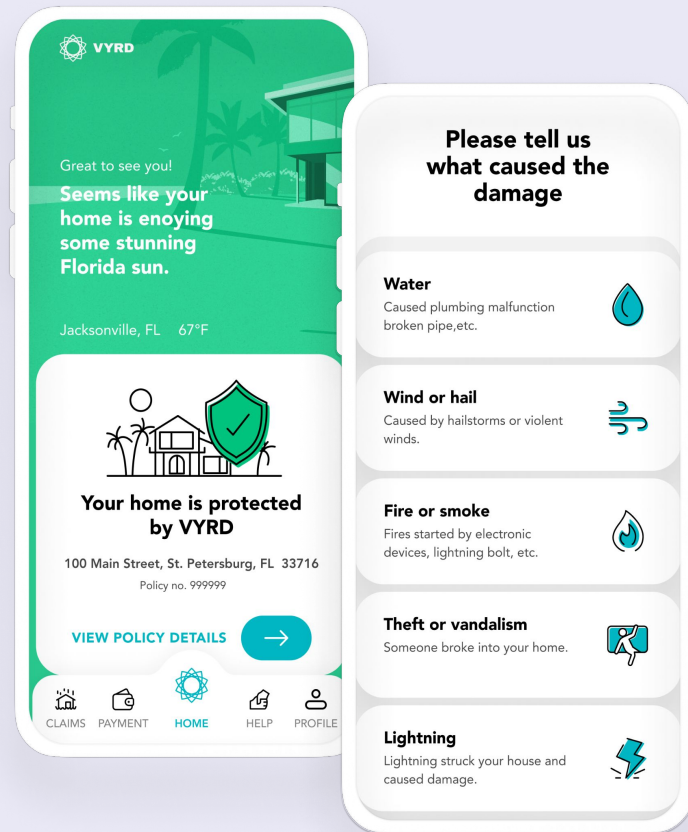 VYRD
Great to see you!
Seems like your
home is enoying
some stunning
Florida sun.
Jacksonville, FL 67°F
Your home is protected
by VYRD
100 Main Street, St. Petersburg, FL 33716
Policy no. 999999
VIEW POLICY DETAILS
CLAIMS
PAYMENT
HOME
HELP
PROFILE
Please tell us
what caused the
damage
Water
Caused plumbing malfunction
broken pipe,etc.
Wind or hail
Caused by hailstorms or violent
winds.
Fire or smoke
Fires started by electronic
devices, lightning bolt, etc.
Theft or vandalism
Someone broke into your home.
Lightning
Lightning struck your house and
caused damage.